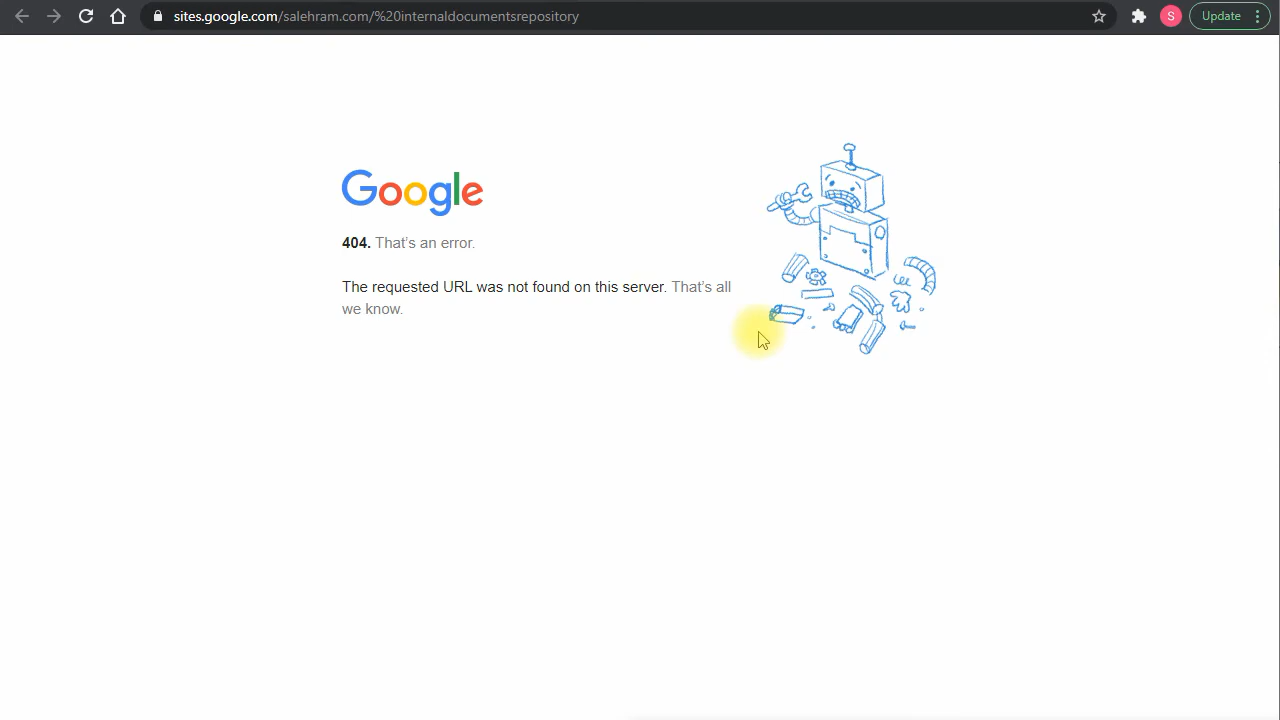 sites.google.com/salehram.com/%20internaldocumentsrepository
S
Update
Google
404. That's an error.
The requested URL was not found on this server. That's all
we know.